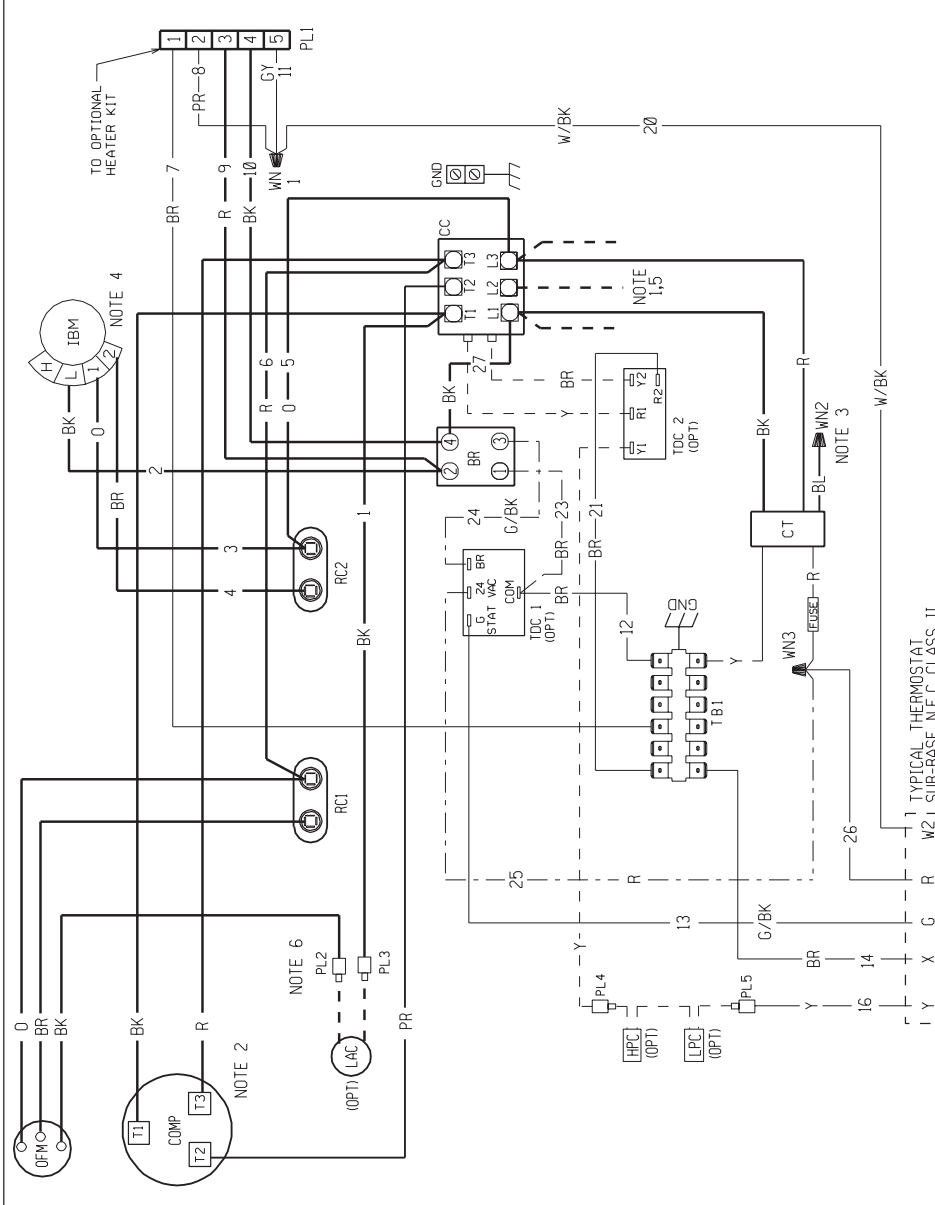 1
2
3
4
5
PL1
TO OPTIONAL
HEATER KIT
PR
8
GY
11
WN
1
BR
7
R
9
BK
10
W/BK
20
GND
IBM
H
L
1
2
NOTE 4
BK
O
BR
2
3
4
RC2
R
6
O
5
CC
T1
T2
T3
L1
L2
L3
NOTE
1,5
27
BK
4
2
BR
3
1
Y
BR
Y1
R1
Y2
R2
TDC 2
(OPT)
24
G/BK
BR
23
BR
21
BR
24
VAC
G
STAT
COM
TDC 1
(OPT)
BR
12
GND
TB1
Y
BK
R
BL
WN2
NOTE 3
CT
R
FUSE
WN3
W/BK
RC1
1
BK
25
R
13
G/BK
26
BR
14
Y
16
O
BR
BK
OFM
BK
R
T1
T3
T2
COMP
NOTE 2
NOTE 6
PL2
PL3
LAC
(OPT)
PR
Y
PL4
PL5
HPC
(OPT)
LPC
(OPT)
Y
X
G
R
W2
TYPICAL THERMOSTAT
SUB-BASE N.E.C. CLASS II